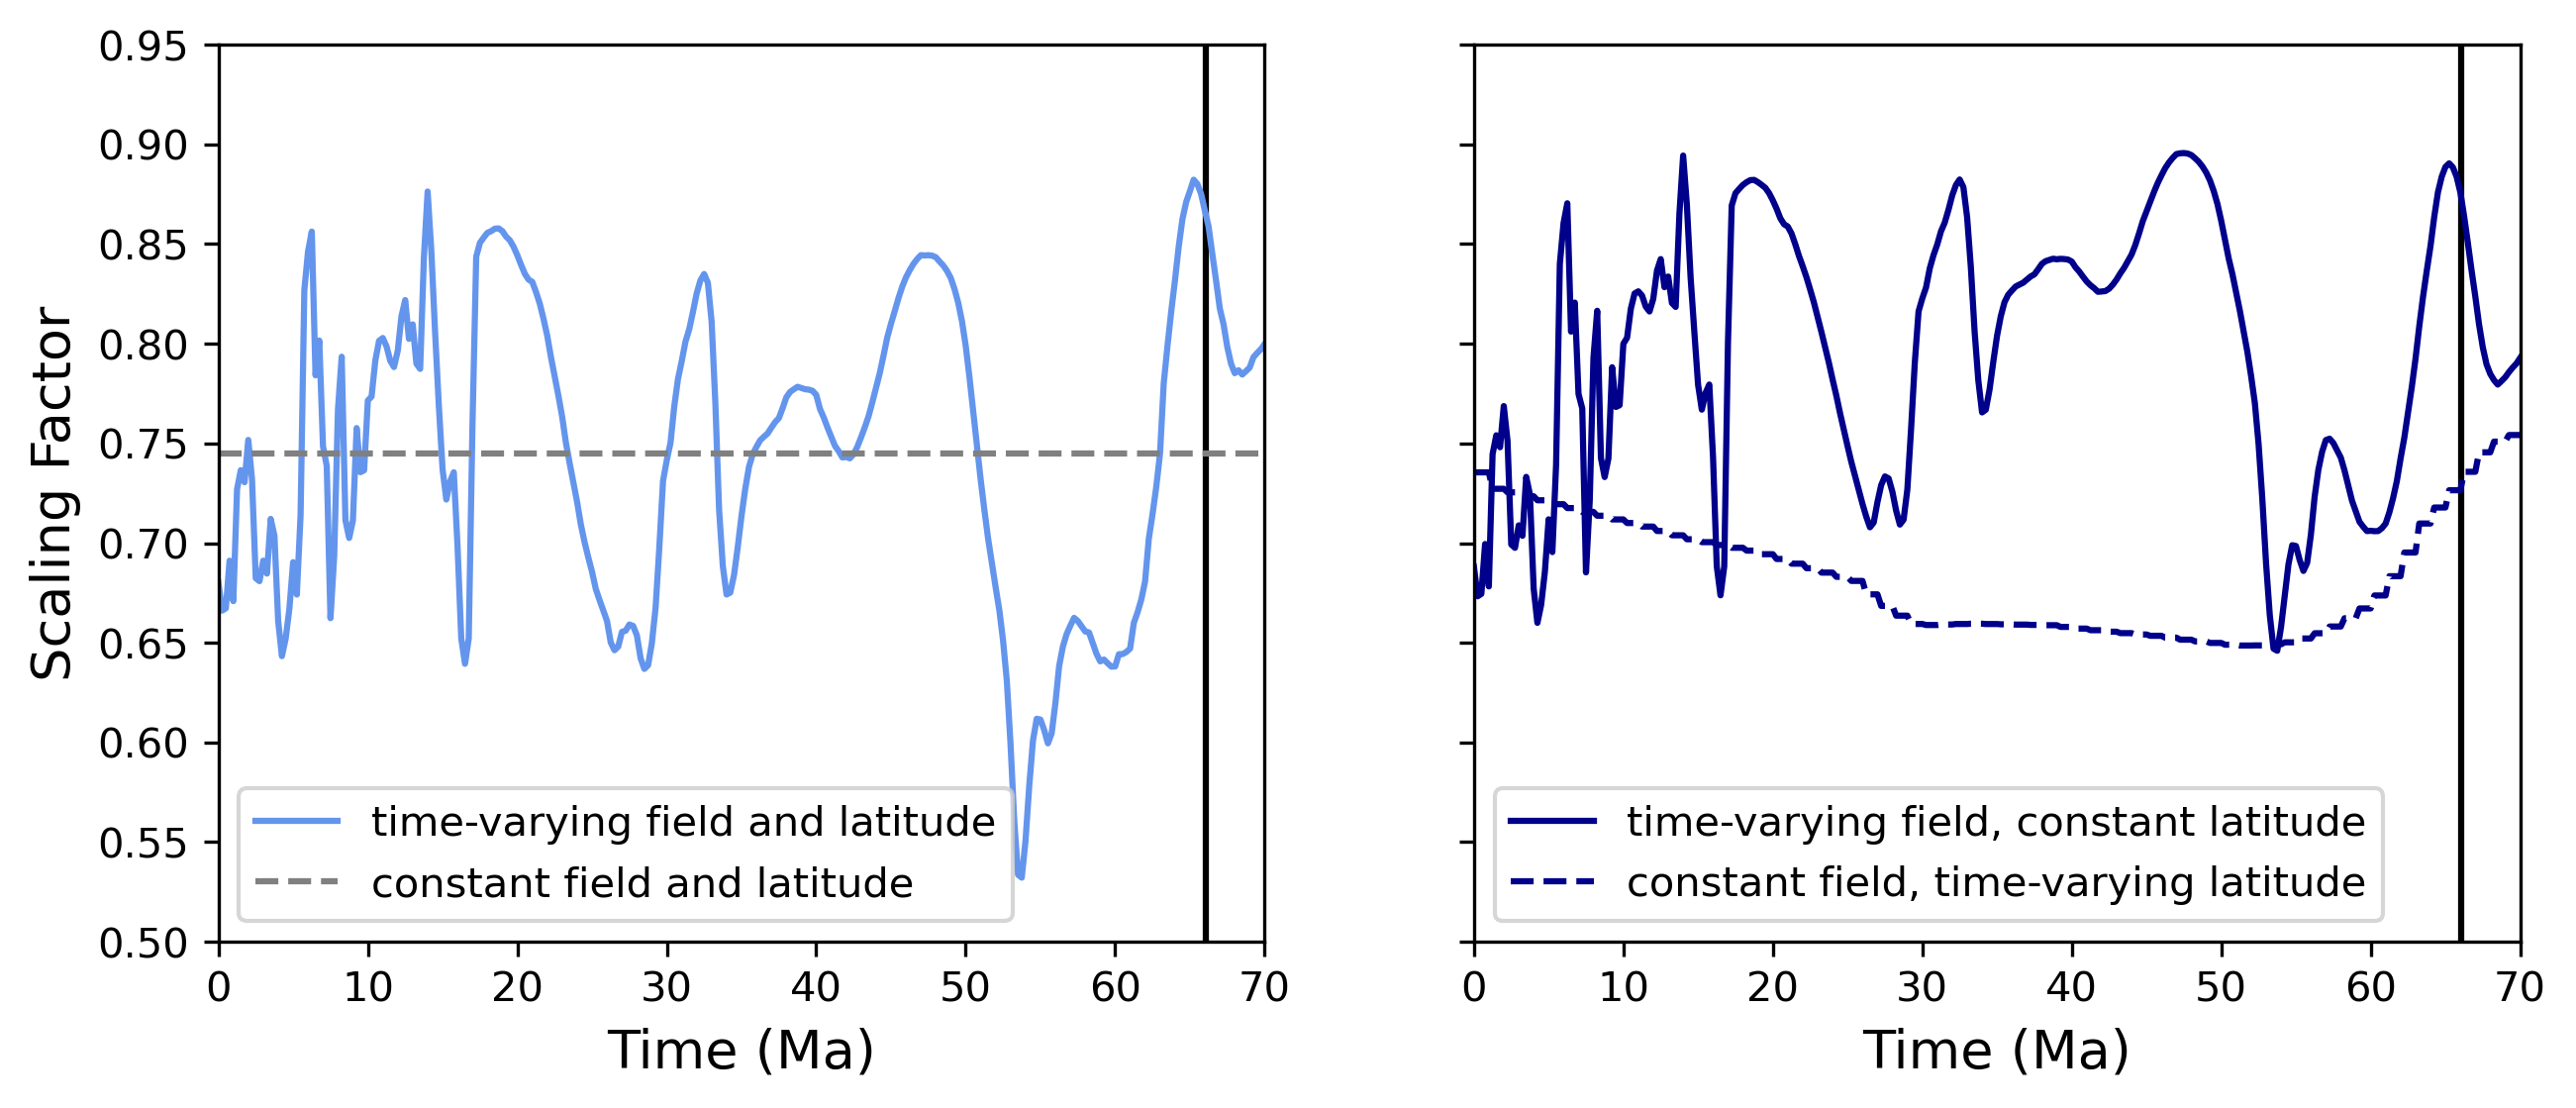 Scaling Factor
0.95
0.90
0.85
0.80
0.75
0.70
0.65
0.60
0.55
0.50
time-varying field and latitude
constant field and latitude
0 10 20 30 40 50 60 70
Time (Ma)
time-varying field, constant latitude
constant field, time-varying latitude
0 10 20 30 40 50 60 70
Time (Ma)